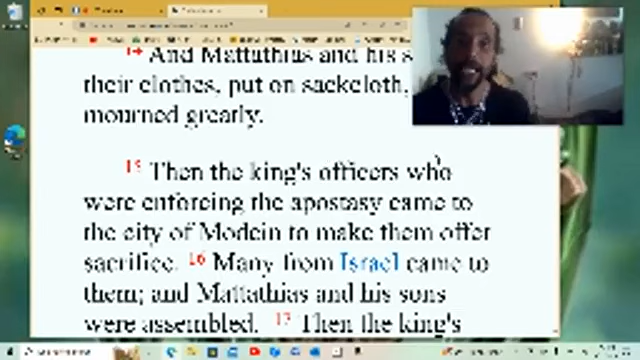 14 And Mattathias and his s
their clothes, put on sackcloth,
mourned greatly.
15 Then the king's officers who
were enforcing the apostasy came to
the city of Modein to make them offer
sacrifice. 16 Many from Israel came to
them; and Mattathias and his sons
were assembled. 17 Then the king's